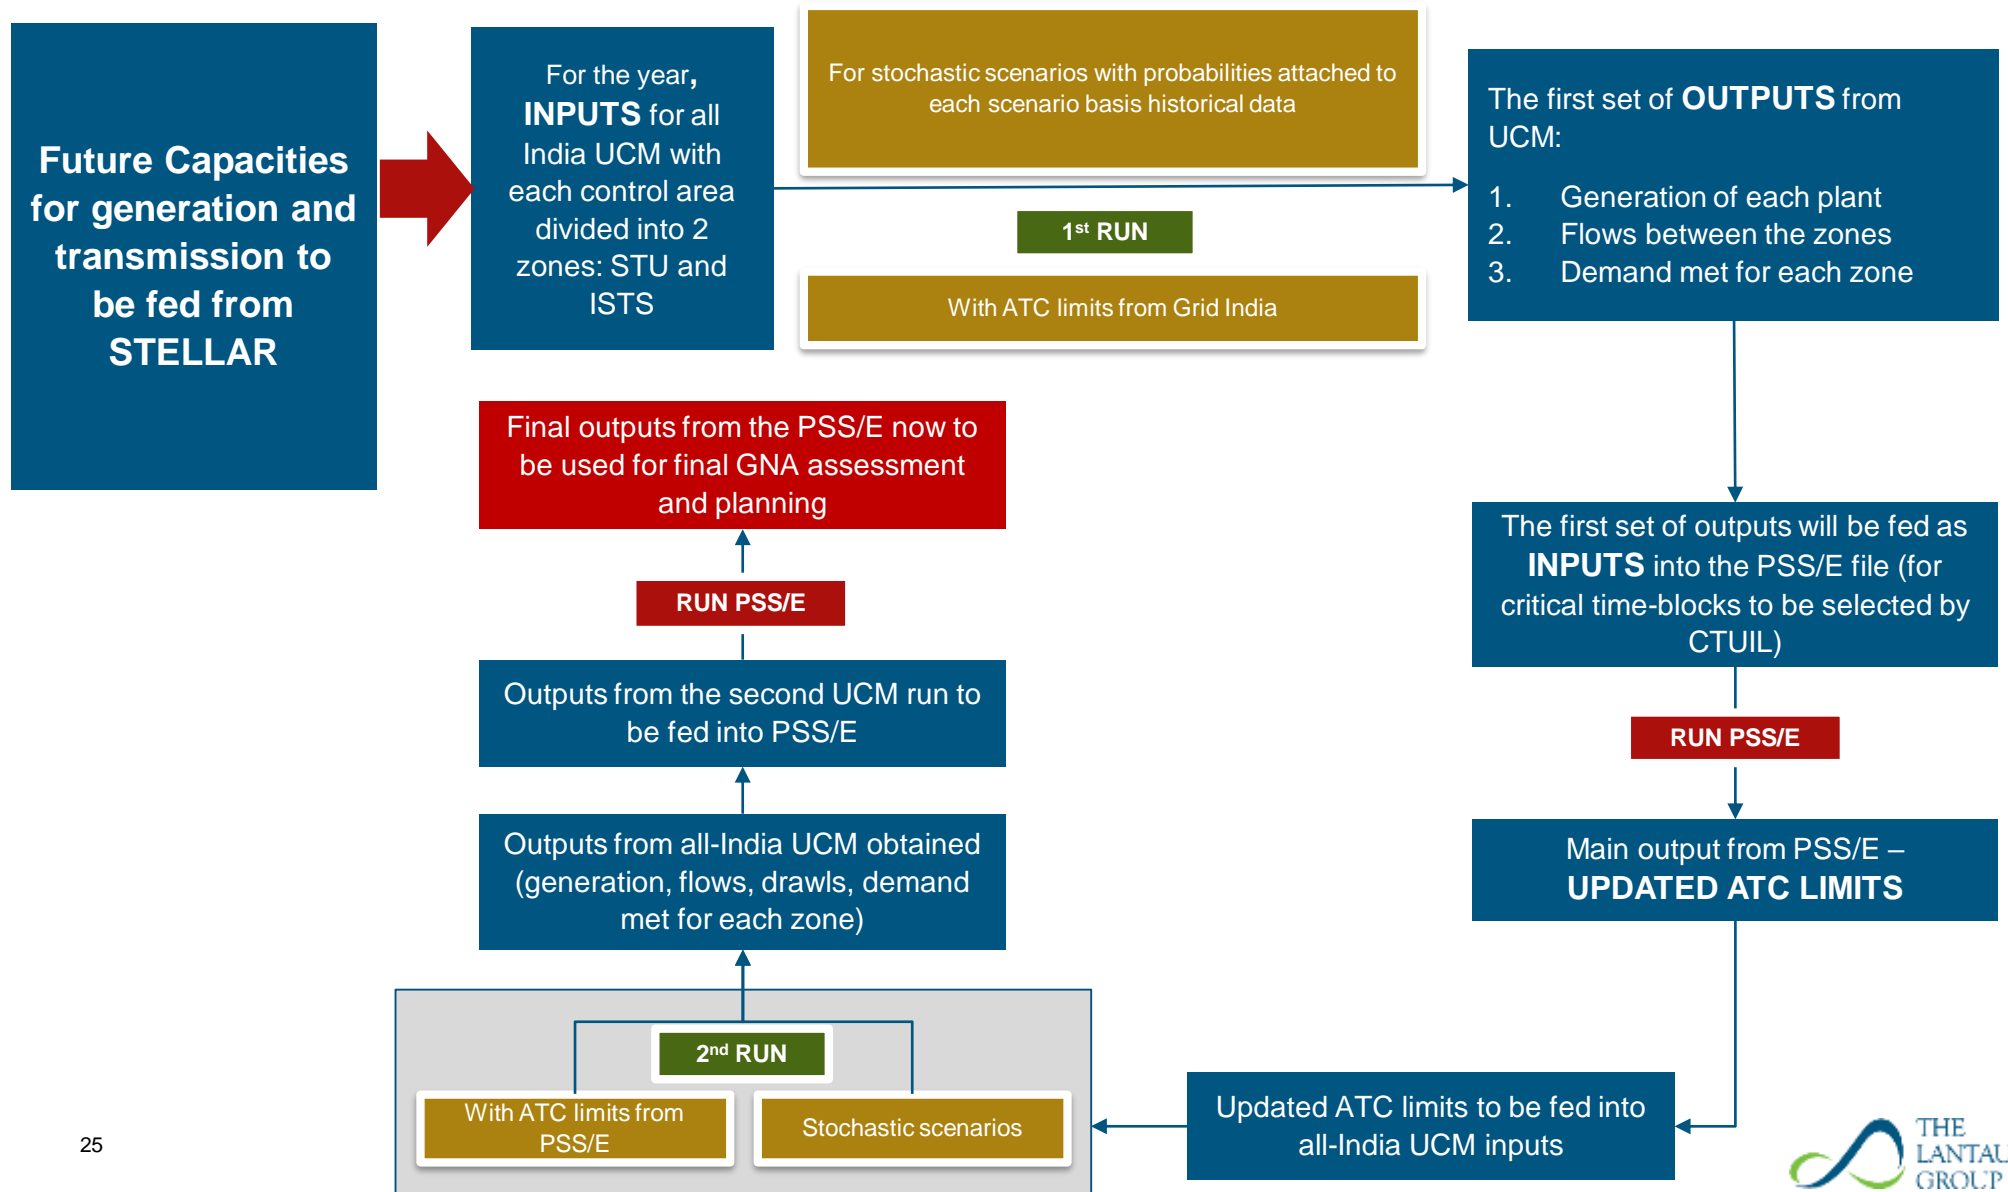 Future Capacities
for generation and
transmission to
be fed from
STELLAR
For the year,
INPUTS for all
India UCM with
each control area
divided into 2
zones: STU and
ISTS
For stochastic scenarios with probabilities attached to
each scenario basis historical data
1st RUN
With ATC limits from Grid India
The first set of OUTPUTS from
UCM:
1. Generation of each plant
2. Flows between the zones
3. Demand met for each zone
The first set of outputs will be fed as
INPUTS into the PSS/E file (for
critical time-blocks to be selected by
CTUIL)
RUN PSS/E
Main output from PSS/E –
UPDATED ATC LIMITS
Updated ATC limits to be fed into
all-India UCM inputs
2nd RUN
With ATC limits from
PSS/E
Stochastic scenarios
Outputs from all-India UCM obtained
(generation, flows, drawls, demand
met for each zone)
Outputs from the second UCM run to
be fed into PSS/E
RUN PSS/E
Final outputs from the PSS/E now to
be used for final GNA assessment
and planning
25
THE
LANTAU
GROUP